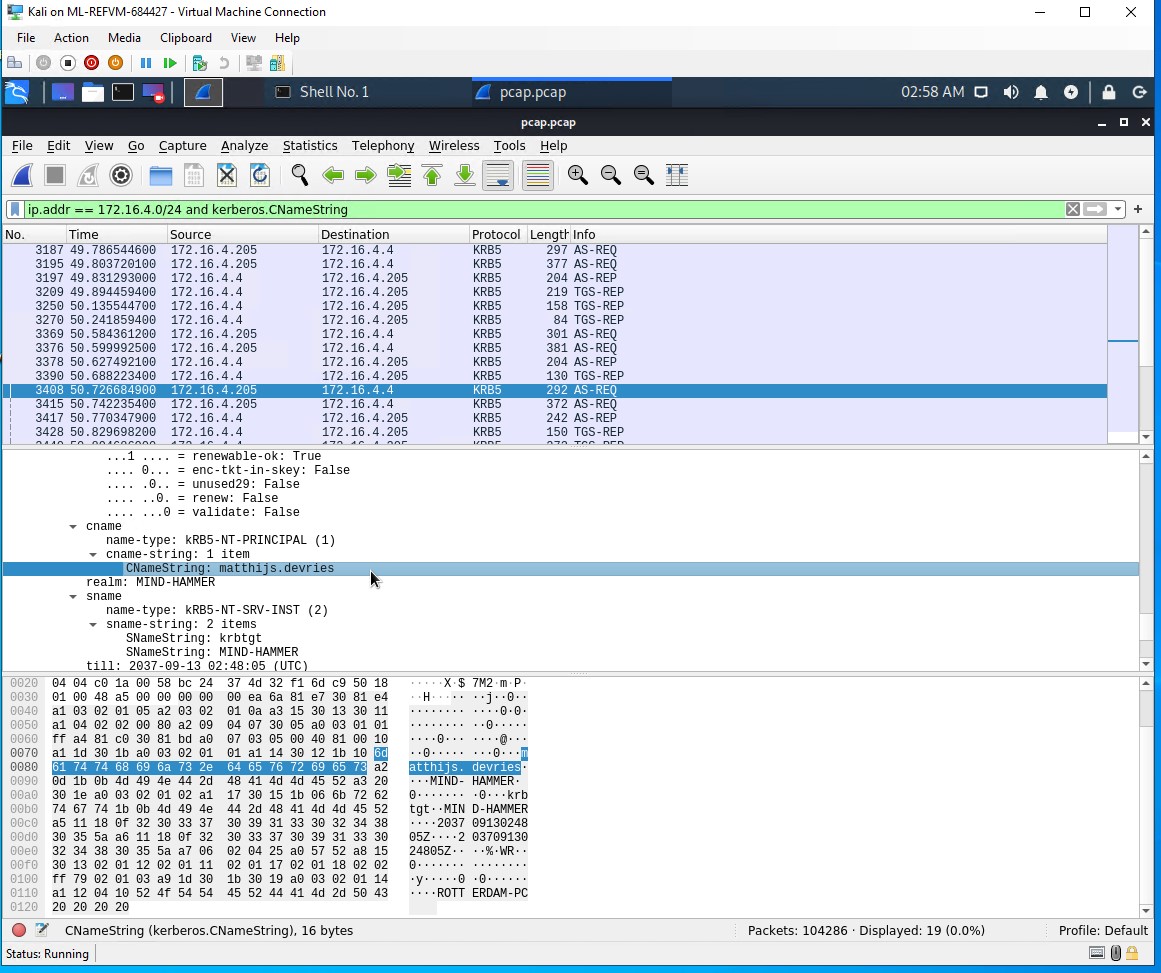 Kali on ML-REFVM-684427 - Virtual Machine Connection
File Action Media Clipboard View Help
Shell No. 1 pcap.pcap 02:58 AM
pcap.pcap
File Edit View Go Capture Analyze Statistics Telephony Wireless Tools Help
ip.addr == 172.16.4.0/24 and kerberos.CNameString
No. Time Source Destination Protocol Length Info
3187 49.786544600 172.16.4.205 172.16.4.4 KRB5 297 AS-REQ
3195 49.803720100 172.16.4.205 172.16.4.4 KRB5 377 AS-REQ
3197 49.831293000 172.16.4.4 172.16.4.205 KRB5 204 AS-REP
3209 49.894459400 172.16.4.4 172.16.4.205 KRB5 219 TGS-REP
3250 50.135544700 172.16.4.4 172.16.4.205 KRB5 158 TGS-REP
3270 50.241859400 172.16.4.4 172.16.4.205 KRB5 84 TGS-REP
3369 50.584361200 172.16.4.205 172.16.4.4 KRB5 301 AS-REQ
3376 50.599992500 172.16.4.205 172.16.4.4 KRB5 381 AS-REQ
3378 50.627492100 172.16.4.4 172.16.4.205 KRB5 204 AS-REP
3390 50.688223400 172.16.4.4 172.16.4.205 KRB5 130 TGS-REP
3408 50.726684900 172.16.4.205 172.16.4.4 KRB5 292 AS-REQ
3415 50.742235400 172.16.4.205 172.16.4.4 KRB5 372 AS-REQ
3417 50.770347900 172.16.4.4 172.16.4.205 KRB5 242 AS-REP
3428 50.829698200 172.16.4.4 172.16.4.205 KRB5 150 TGS-REP
...1 .... = renewable-ok: True
.... 0... = enc-tkt-in-skey: False
.... .0.. = unused29: False
.... ..0. = renew: False
.... ...0 = validate: False
cname
name-type: kRB5-NT-PRINCIPAL (1)
cname-string: 1 item
CNameString: matthijs.devries
realm: MIND-HAMMER
sname
name-type: kRB5-NT-SRV-INST (2)
sname-string: 2 items
SNameString: krbtgt
SNameString: MIND-HAMMER
till: 2037-09-13 02:48:05 (UTC)
0020 04 04 c0 1a 00 58 bc 24 37 4d 32 f1 6d c9 50 18 ·····X·$ 7M2·m·P·
0030 01 00 48 a5 00 00 00 00 00 ea 6a 81 e7 30 81 e4 ··H····· ··j··0··
0040 a1 03 02 01 05 a2 03 02 01 0a a3 15 30 13 30 11 ········ ····0·0·
0050 a1 04 02 02 00 80 a2 09 04 07 30 05 a0 03 01 01 ········ ··0·····
0060 ff a4 81 c0 30 81 bd a0 07 03 05 00 40 81 00 10 ····0··· ····@···
0070 a1 1d 30 1b a0 03 02 01 01 a1 14 30 12 1b 10 6d ··0····· ···0···m
0080 61 74 74 68 69 6a 73 2e 64 65 76 72 69 65 73 a2 atthijs. devries·
0090 0d 1b 0b 4d 49 4e 44 2d 48 41 4d 4d 45 52 a3 20 ···MIND- HAMMER·
00a0 30 1e a0 03 02 01 02 a1 17 30 15 1b 06 6b 72 62 0······· ·0···krb
00b0 74 67 74 1b 0b 4d 49 4e 44 2d 48 41 4d 4d 45 52 tgt··MIN D-HAMMER
00c0 a5 11 18 0f 32 30 33 37 30 39 31 33 30 32 34 38 ····2037 09130248
00d0 30 35 5a a6 11 18 0f 32 30 33 37 30 39 31 33 30 05Z····2 03709130
00e0 32 34 38 30 35 5a a7 06 02 04 25 a0 57 52 a8 15 24805Z·· ··%·WR··
00f0 30 13 02 01 12 02 01 11 02 01 17 02 01 18 02 02 0······· ········
0100 ff 79 02 01 03 a9 1d 30 1b 30 19 a0 03 02 01 14 ·y·····0 ·0······
0110 a1 12 04 10 52 4f 54 54 45 52 44 41 4d 2d 50 43 ····ROTT ERDAM-PC
0120 20 20 20 20
CNameString (kerberos.CNameString), 16 bytes Packets: 104286 · Displayed: 19 (0.0%) Profile: Default
Status: Running